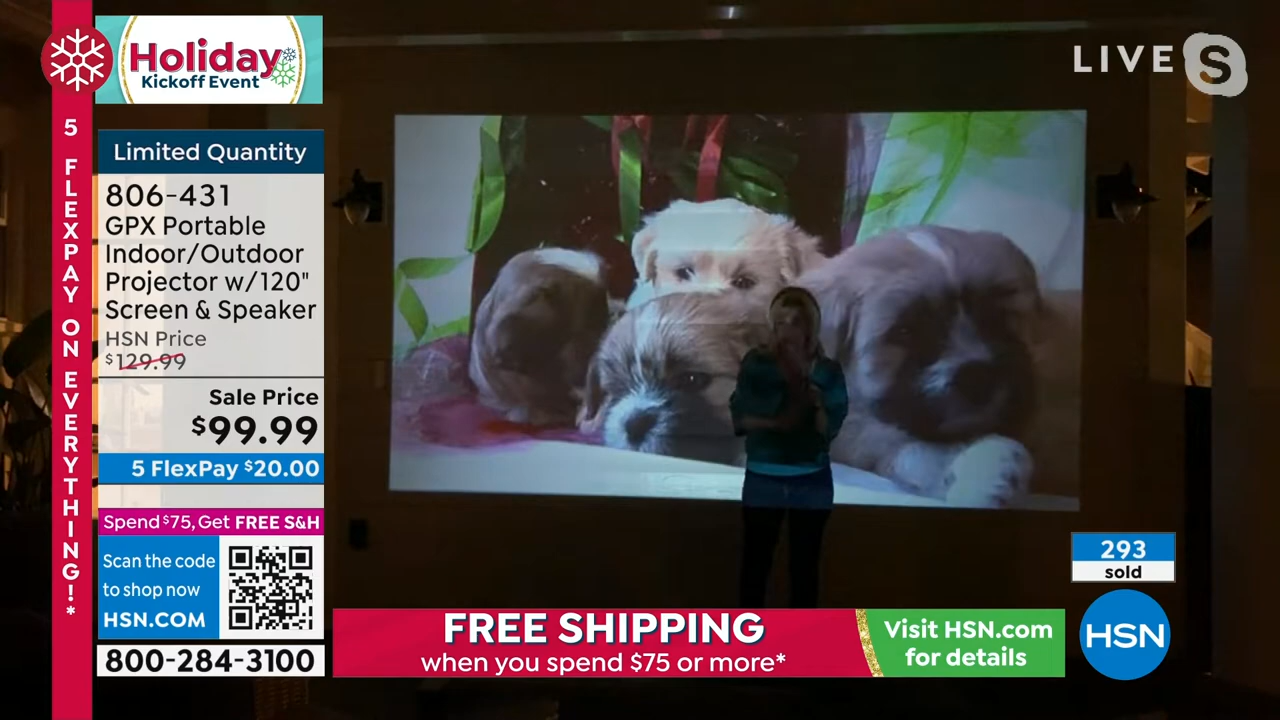 Holiday
Kickoff Event
5 FLEXPAY ON EVERYTHING!*
Limited Quantity
806-431
GPX Portable
Indoor/Outdoor
Projector w/120"
Screen & Speaker
HSN Price
$129.99
Sale Price
$99.99
5 FlexPay $20.00
Spend $75, Get FREE S&H
Scan the code
to shop now
HSN.COM
800-284-3100
LIVE S
293
sold
FREE SHIPPING
when you spend $75 or more*
Visit HSN.com
for details
HSN